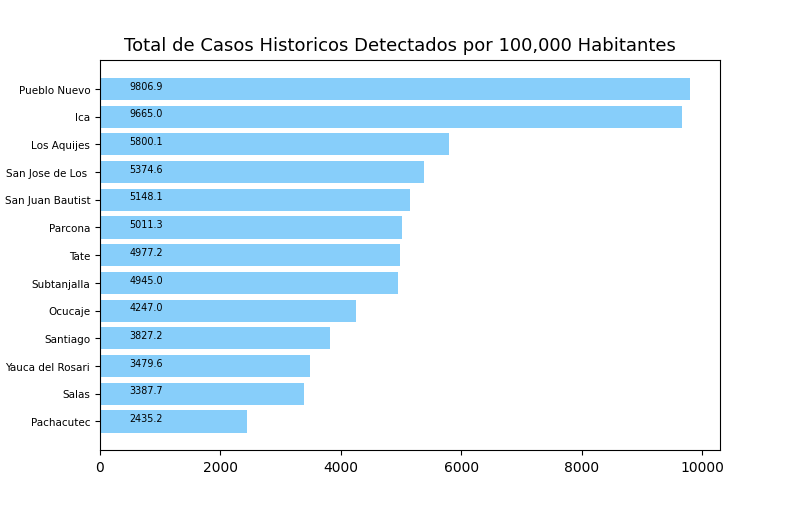 Total de Casos Historicos Detectados por 100,000 Habitantes
Pueblo Nuevo 9806.9
Ica 9665.0
Los Aquijes 5800.1
San Jose de Los 5374.6
San Juan Bautist 5148.1
Parcona 5011.3
Tate 4977.2
Subtanjalla 4945.0
Ocucaje 4247.0
Santiago 3827.2
Yauca del Rosari 3479.6
Salas 3387.7
Pachacutec 2435.2
0 2000 4000 6000 8000 10000